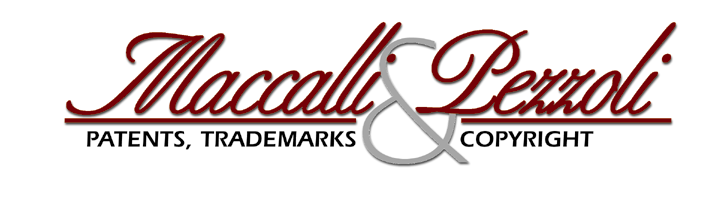 Maccalli & Pezzoli
PATENTS, TRADEMARKS COPYRIGHT